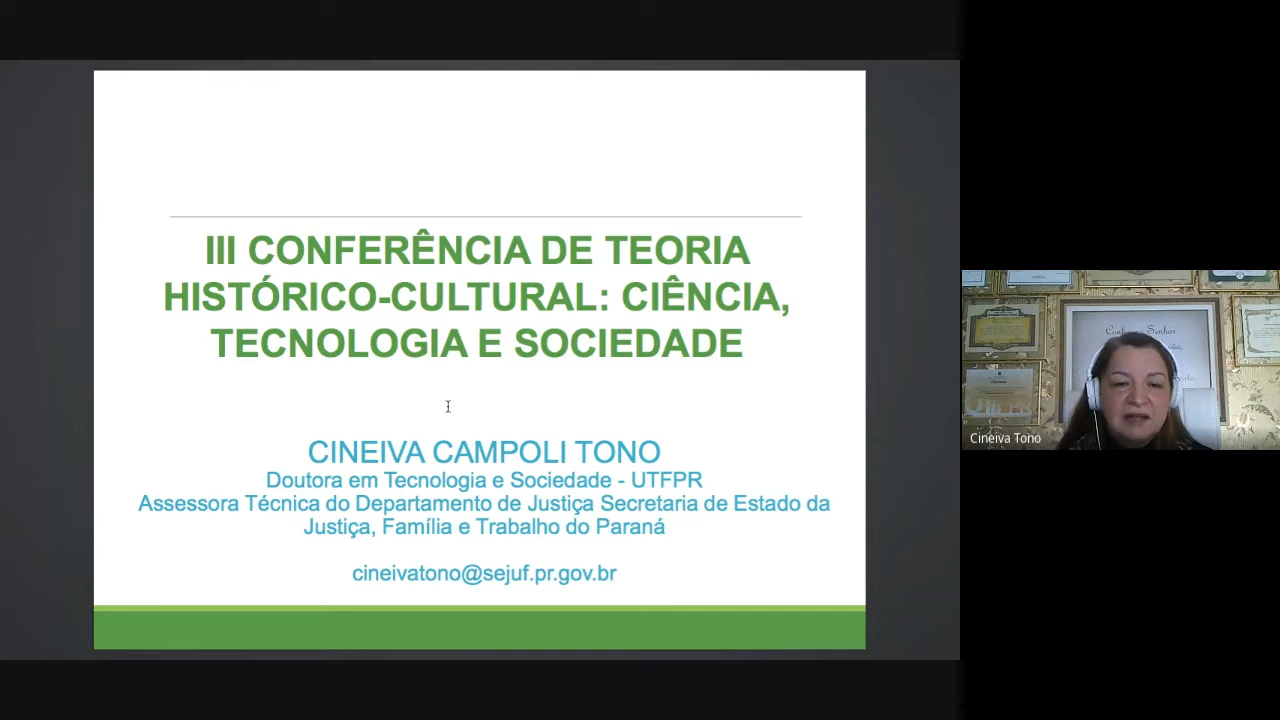 III CONFERÊNCIA DE TEORIA
HISTÓRICO-CULTURAL: CIÊNCIA,
TECNOLOGIA E SOCIEDADE
CINEIVA CAMPOLI TONO
Doutora em Tecnologia e Sociedade - UTFPR
Assessora Técnica do Departamento de Justiça Secretaria de Estado da
Justiça, Família e Trabalho do Paraná
cineivatono@sejuf.pr.gov.br
Cineiva Tono